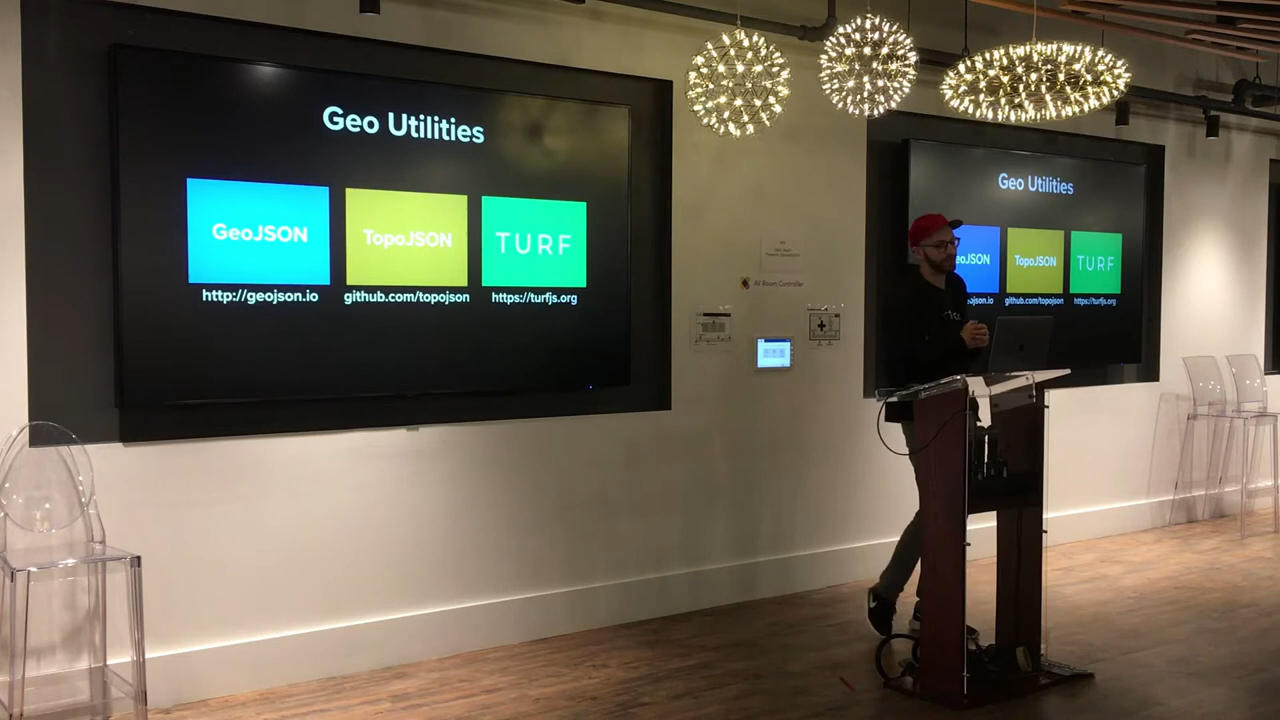 Geo Utilities
GeoJSON
TopoJSON
TURF
http://geojson.io
github.com/topojson
https://turfjs.org
AV Room Controller
Geo Utilities
eoJSON
TopoJSON
TURF
github.com/topojson
https://turfjs.org